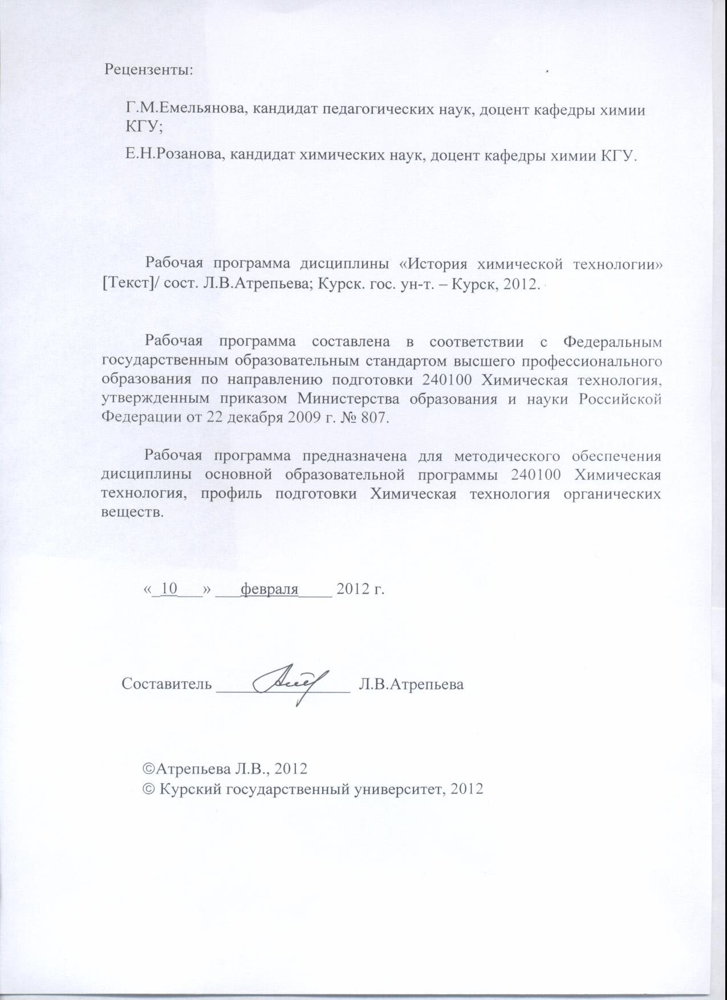 Рецензенты:
Г.М.Емельянова, кандидат педагогических наук, доцент кафедры химии
КГУ;
Е.Н.Розанова, кандидат химических наук, доцент кафедры химии КГУ.
Рабочая программа дисциплины «История химической технологии»
[Текст]/ сост. Л.В.Атрепьева; Курск. гос. ун-т. – Курск, 2012.
Рабочая программа составлена в соответствии с Федеральным
государственным образовательным стандартом высшего профессионального
образования по направлению подготовки 240100 Химическая технология,
утвержденным приказом Министерства образования и науки Российской
Федерации от 22 декабря 2009 г. № 807.
Рабочая программа предназначена для методического обеспечения
дисциплины основной образовательной программы 240100 Химическая
технология, профиль подготовки Химическая технология органических
веществ.
«_10___» ___февраля____ 2012 г.
Составитель ________________ Л.В.Атрепьева
©Атрепьева Л.В., 2012
© Курский государственный университет, 2012